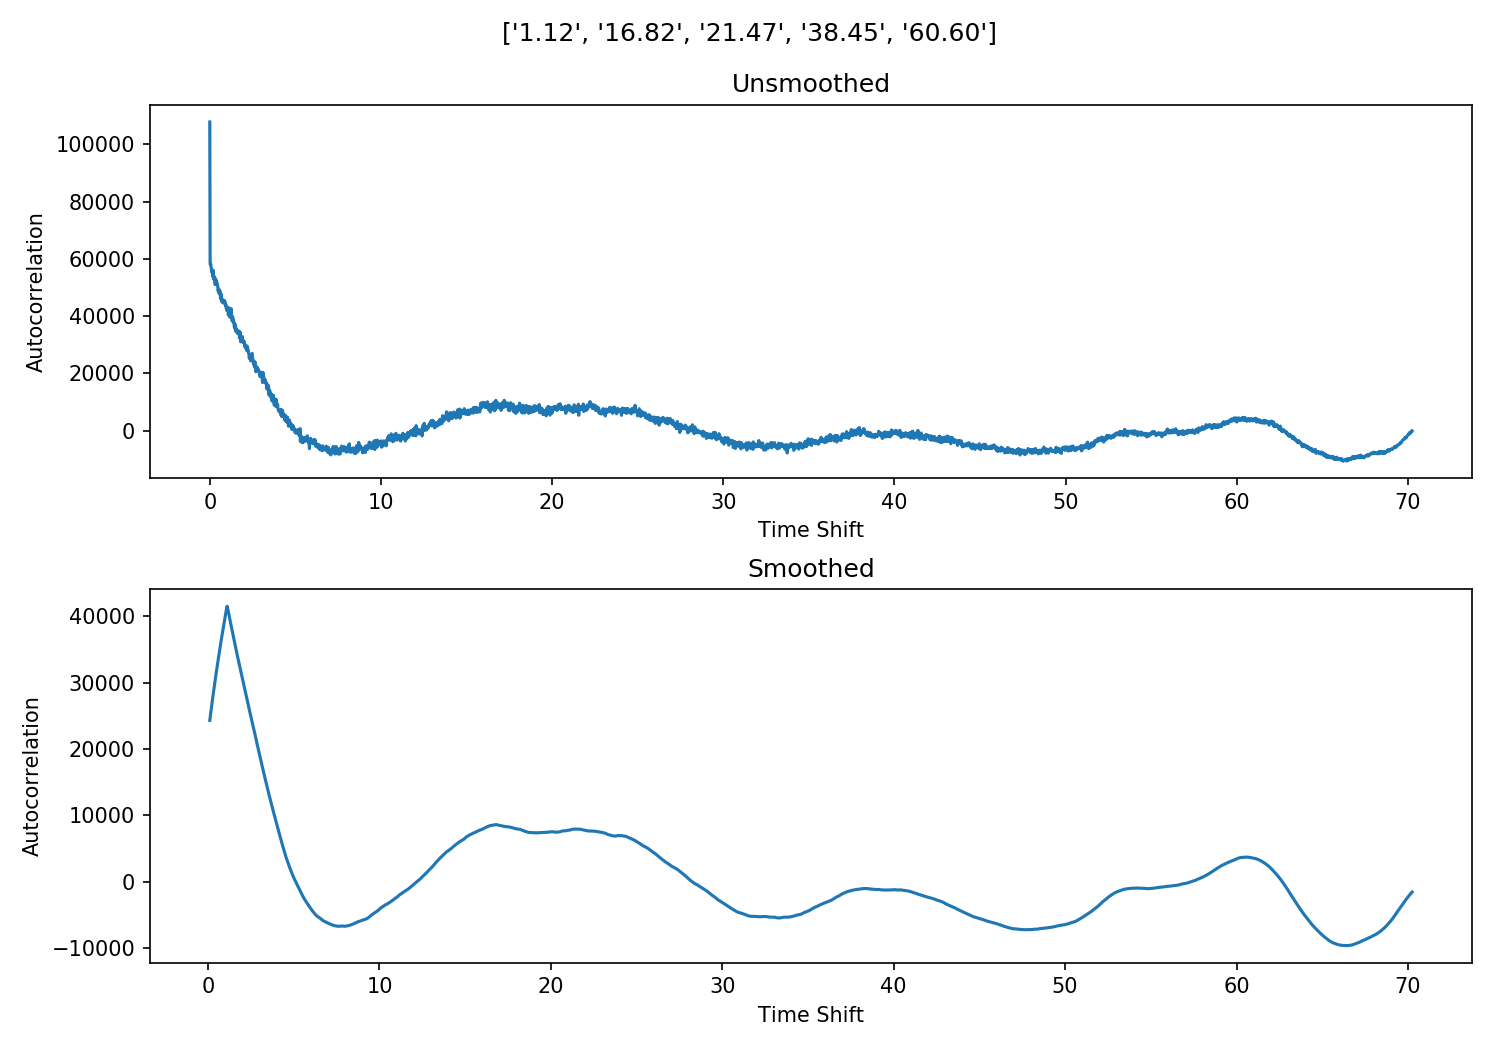 ['1.12', '16.82', '21.47', '38.45', '60.60']
Unsmoothed
100000
80000
60000
40000
20000
0
Autocorrelation
0 10 20 30 40 50 60 70
Time Shift
Smoothed
40000
30000
20000
10000
0
−10000
Autocorrelation
0 10 20 30 40 50 60 70
Time Shift